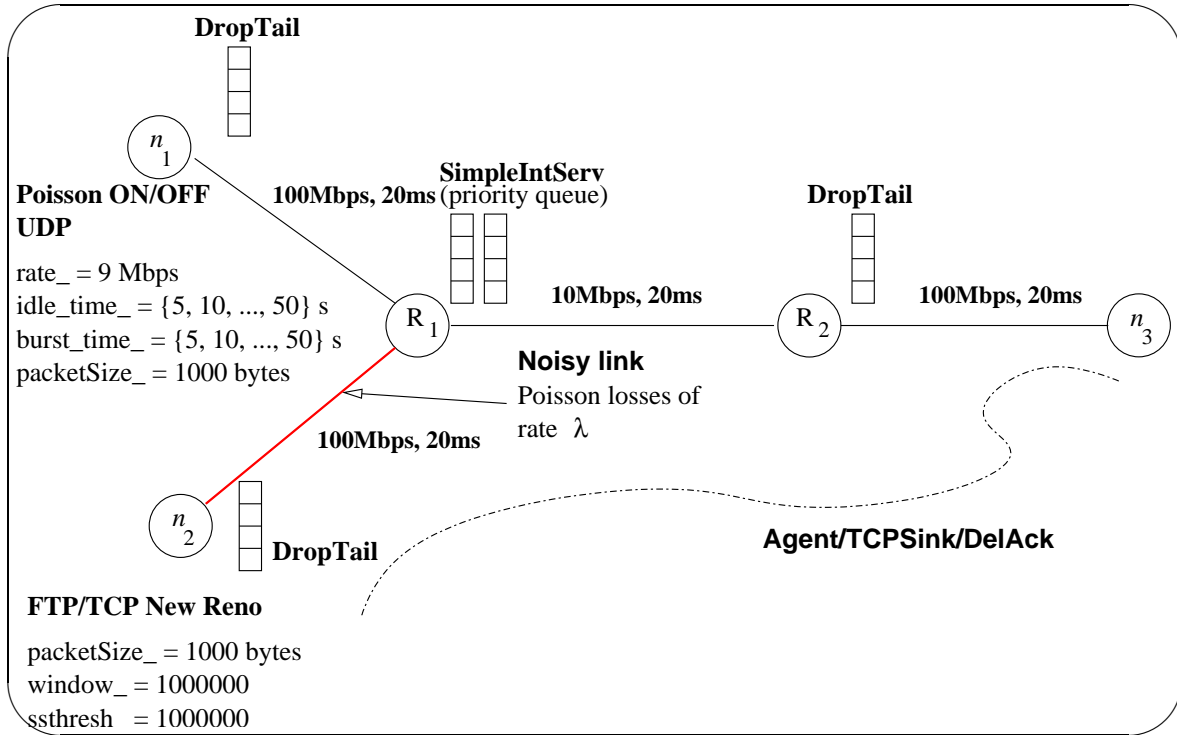 DropTail
n1
SimpleIntServ
(priority queue)
Poisson ON/OFF
UDP
100Mbps, 20ms
DropTail
rate_ = 9 Mbps
idle_time_ = {5, 10, ..., 50} s
burst_time_ = {5, 10, ..., 50} s
packetSize_ = 1000 bytes
R1
10Mbps, 20ms
R2
100Mbps, 20ms
n3
Noisy link
Poisson losses of
rate λ
100Mbps, 20ms
n2
DropTail
Agent/TCPSink/DelAck
FTP/TCP New Reno
packetSize_ = 1000 bytes
window_ = 1000000
ssthresh_ = 1000000